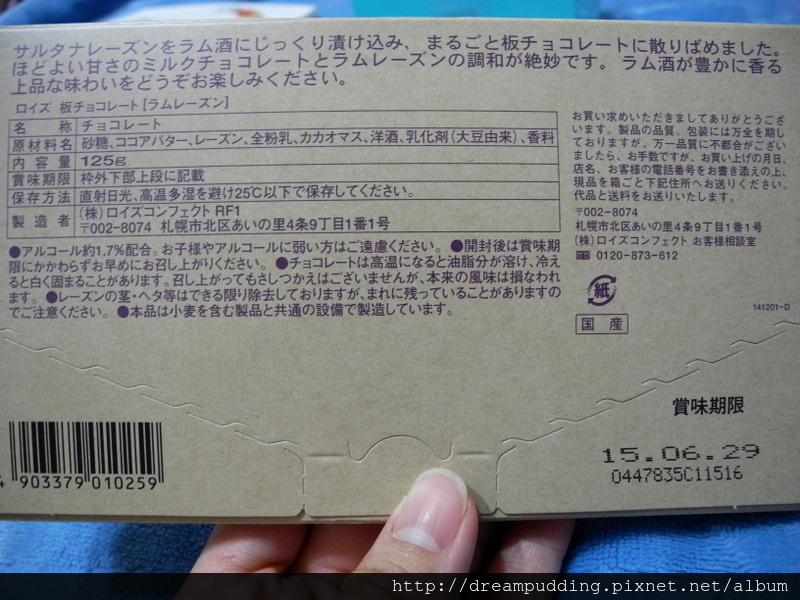 サルタナレーズンをラム酒にじっくり漬け込み、まるごと板チョコレートに散りばめました。
ほどよい甘さのミルクチョコレートとラムレーズンの調和が絶妙です。ラム酒が豊かに香る
上品な味わいをどうぞお楽しみください。
ロイズ 板チョコレート[ラムレーズン]
名 称 チョコレート
原材料名 砂糖、ココアバター、レーズン、全粉乳、カカオマス、洋酒、乳化剤(大豆由来)、香料
内 容 量 125g
賞味期限 枠外下部上段に記載
保存方法 直射日光、高温多湿を避け25℃以下で保存してください。
製 造 者 (株)ロイズコンフェクト RF1
〒002-8074 札幌市北区あいの里4条9丁目1番1号
●アルコール約1.7%配合。お子様やアルコールに弱い方はご遠慮ください。 ●開封後は賞味期
限にかかわらずお早めにお召し上がりください。 ●チョコレートは高温になると油脂分が溶け、冷え
ると白く固まることがあります。召し上がってもさしつかえはございませんが、本来の風味は損なわれ
ます。 ●レーズンの茎・ヘタ等はできる限り除去しておりますが、まれに残っていることがありますの
でご注意ください。 ●本品は小麦を含む製品と共通の設備で製造しています。
お買い求めいただきましてありがとうござ
います。製品の品質、包装には万全を期し
ておりますが、万一品質に不都合がござい
ましたら、お手数ですが、お買い上げの月日、
店名、お客様の電話番号をお書き添えの上、
現品を箱ごと下記住所へお送りください。
代品と送料をお送りいたします。
〒002-8074
札幌市北区あいの里4条9丁目1番1号
(株)ロイズコンフェクト お客様相談室
0120-873-612
紙
国 産
141201-D
賞味期限
15.06.29
0447835C11516
4 903379 010259
http://dreampudding.pixnet.net/album